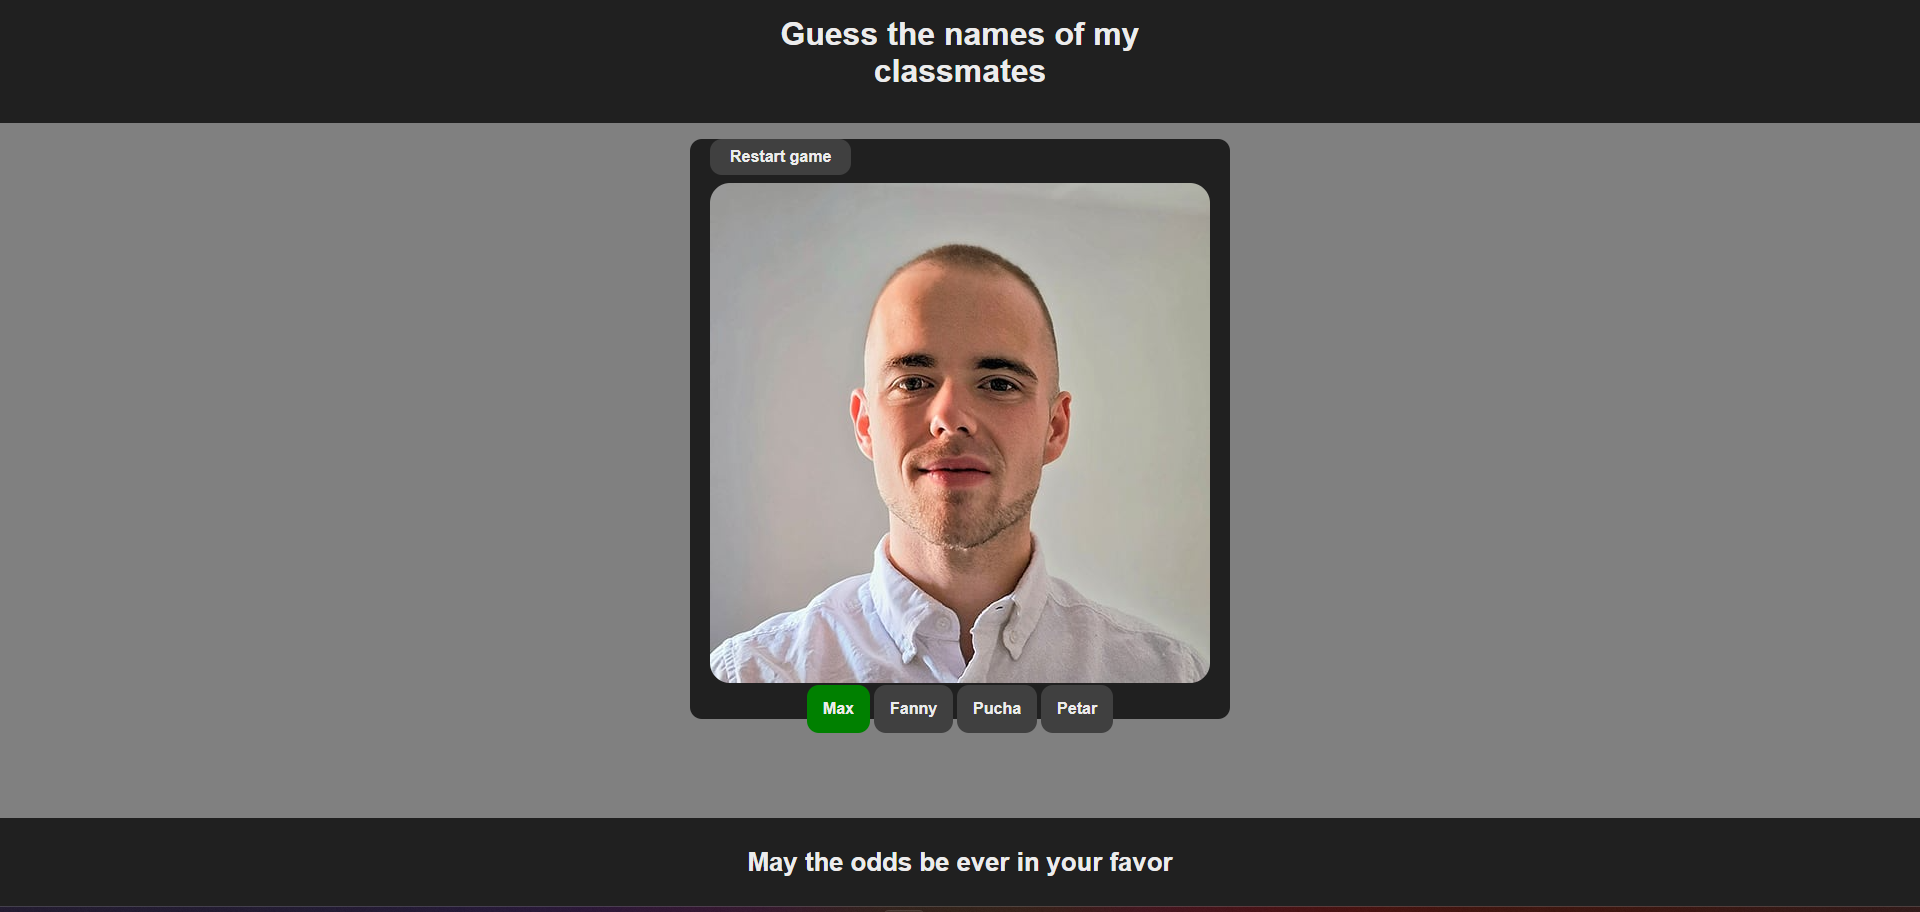 Guess the names of my
classmates
Restart game
Max Fanny Pucha Petar
May the odds be ever in your favor